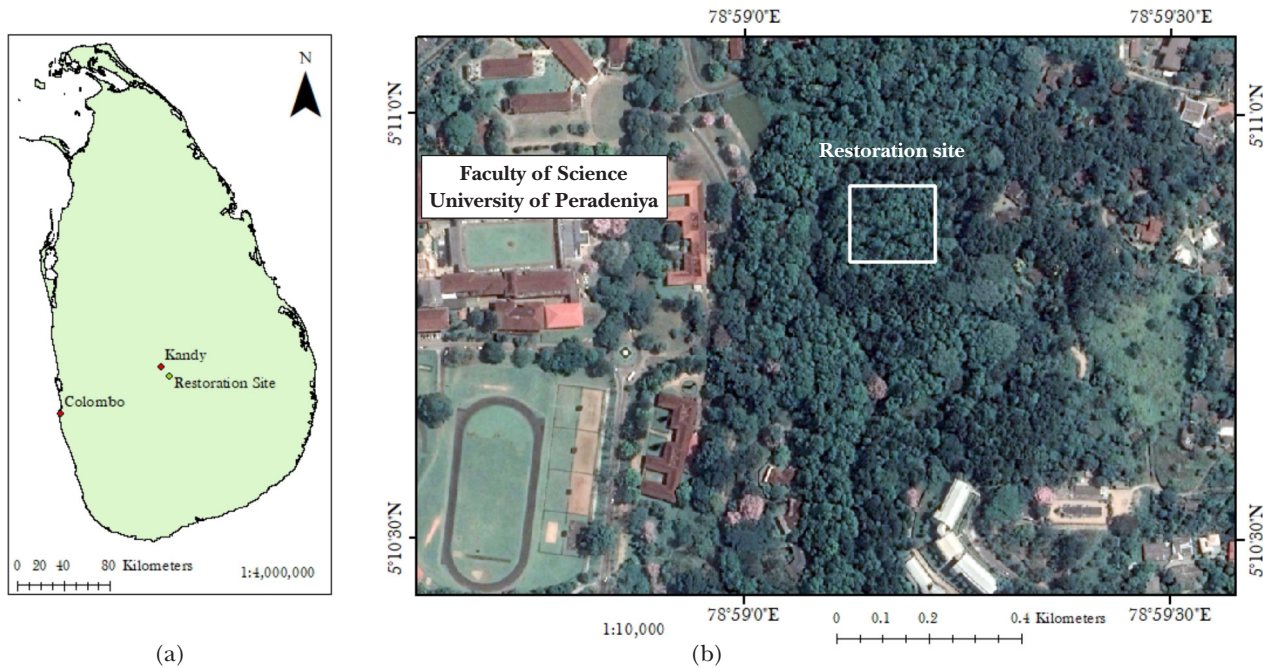 N
Kandy
Restoration Site
Colombo
0 20 40 80 Kilometers
1:4,000,000
(a)
78°59'0"E 78°59'30"E
5°11'0"N 5°11'0"N
Restoration site
Faculty of Science
University of Peradeniya
5°10'30"N 5°10'30"N
78°59'0"E 78°59'30"E
1:10,000
0 0.1 0.2 0.4 Kilometers
(b)